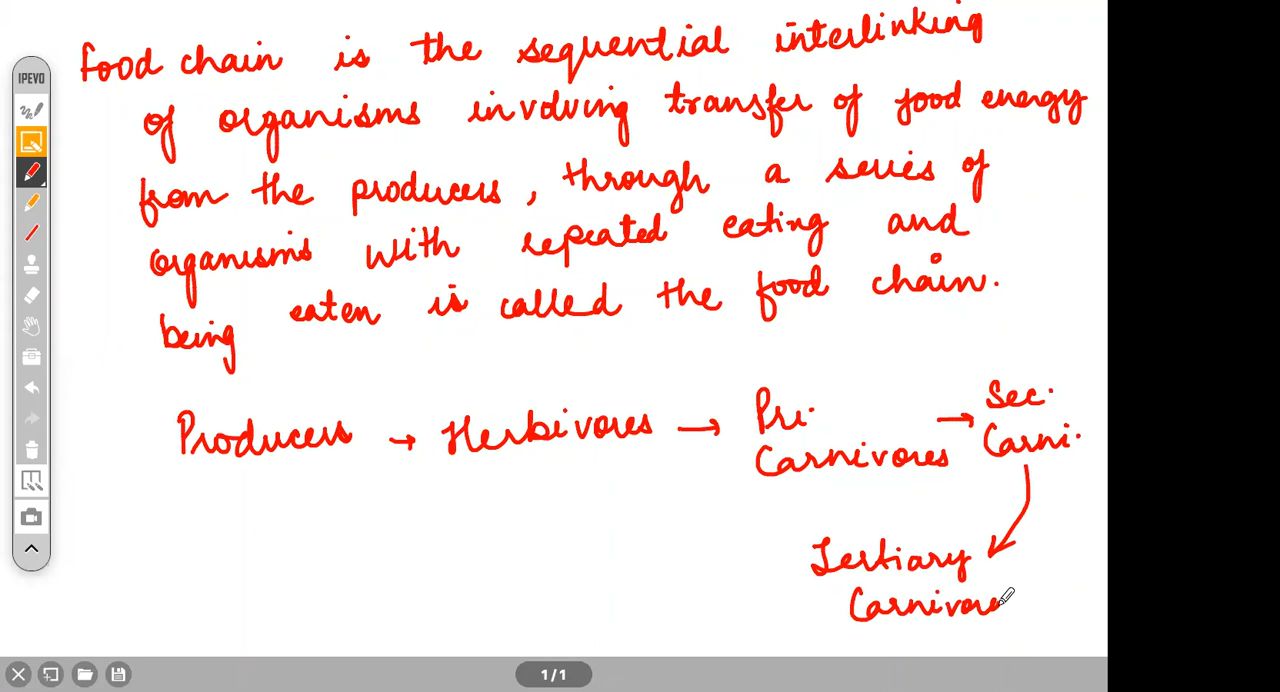 IPEVO
food chain is the sequential interlinking
of organisms involving transfer of food energy
from the producers, through a series of
organisms with repeated eating and
being eaten is called the food chain.
Producers → Herbivores → Pri. Carnivores → Sec. Carni.
Tertiary
Carnivore
1/1